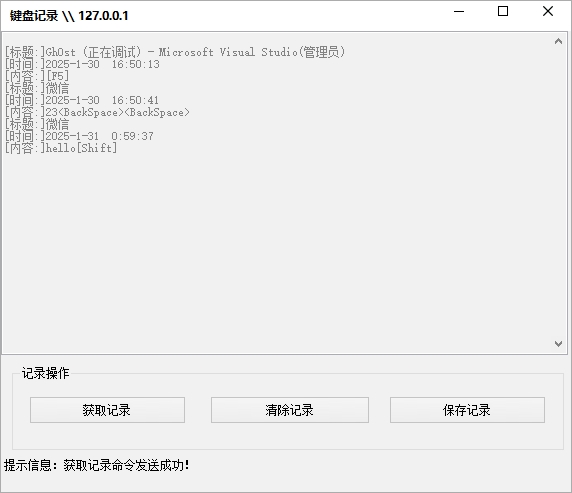 键盘记录 \\ 127.0.0.1
[标题:]Gh0st (正在调试) - Microsoft Visual Studio(管理员)
[时间:]2025-1-30  16:50:13
[内容:][F5]
[标题:]微信
[时间:]2025-1-30  16:50:41
[内容:]23<BackSpace><BackSpace>
[标题:]微信
[时间:]2025-1-31  0:59:37
[内容:]hello[Shift]
记录操作
获取记录
清除记录
保存记录
提示信息：获取记录命令发送成功！